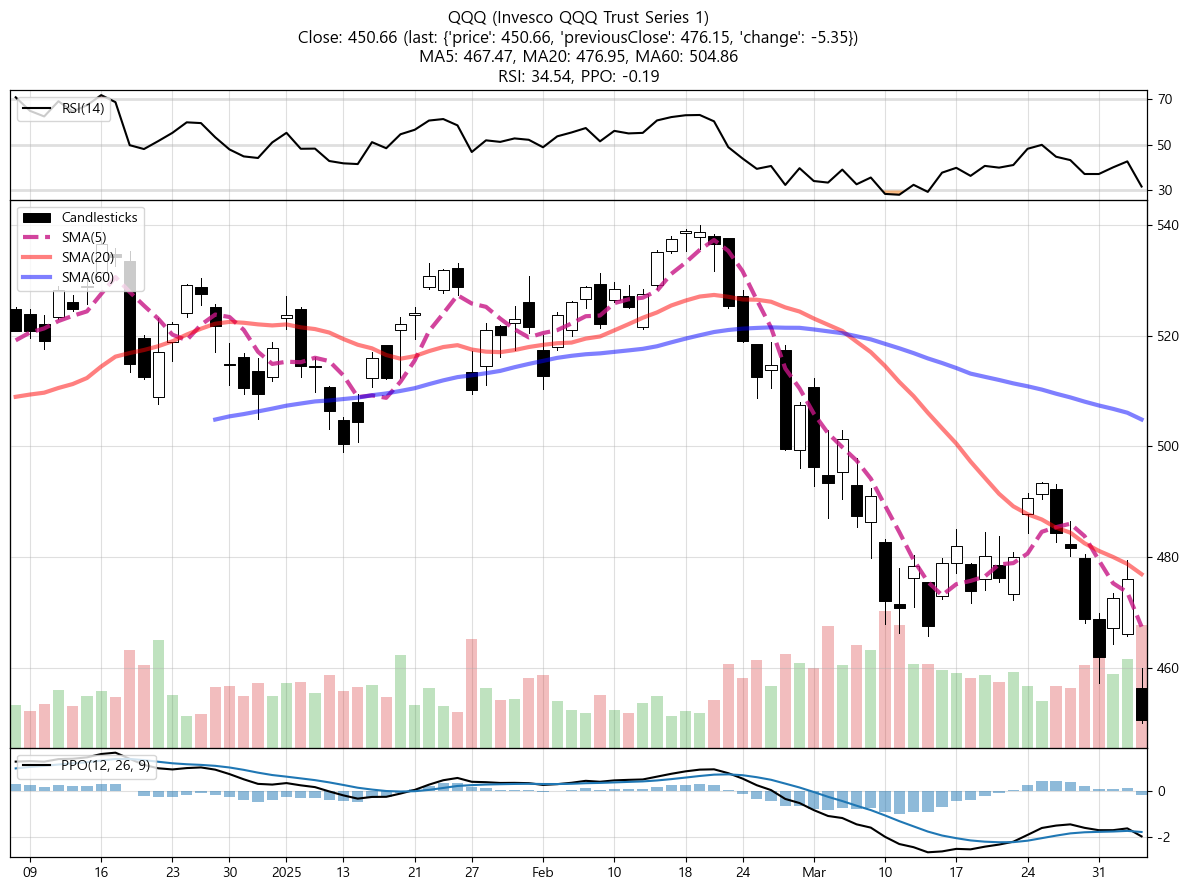 QQQ (Invesco QQQ Trust Series 1)
Close: 450.66 (last: {'price': 450.66, 'previousClose': 476.15, 'change': -5.35})
MA5: 467.47, MA20: 476.95, MA60: 504.86
RSI: 34.54, PPO: -0.19
RSI(14)
70
50
30
Candlesticks
SMA(5)
SMA(20)
SMA(60)
540
520
500
480
460
PPO(12, 26, 9)
0
-2
09 16 23 30 2025 13 21 27 Feb 10 18 24 Mar 10 17 24 31